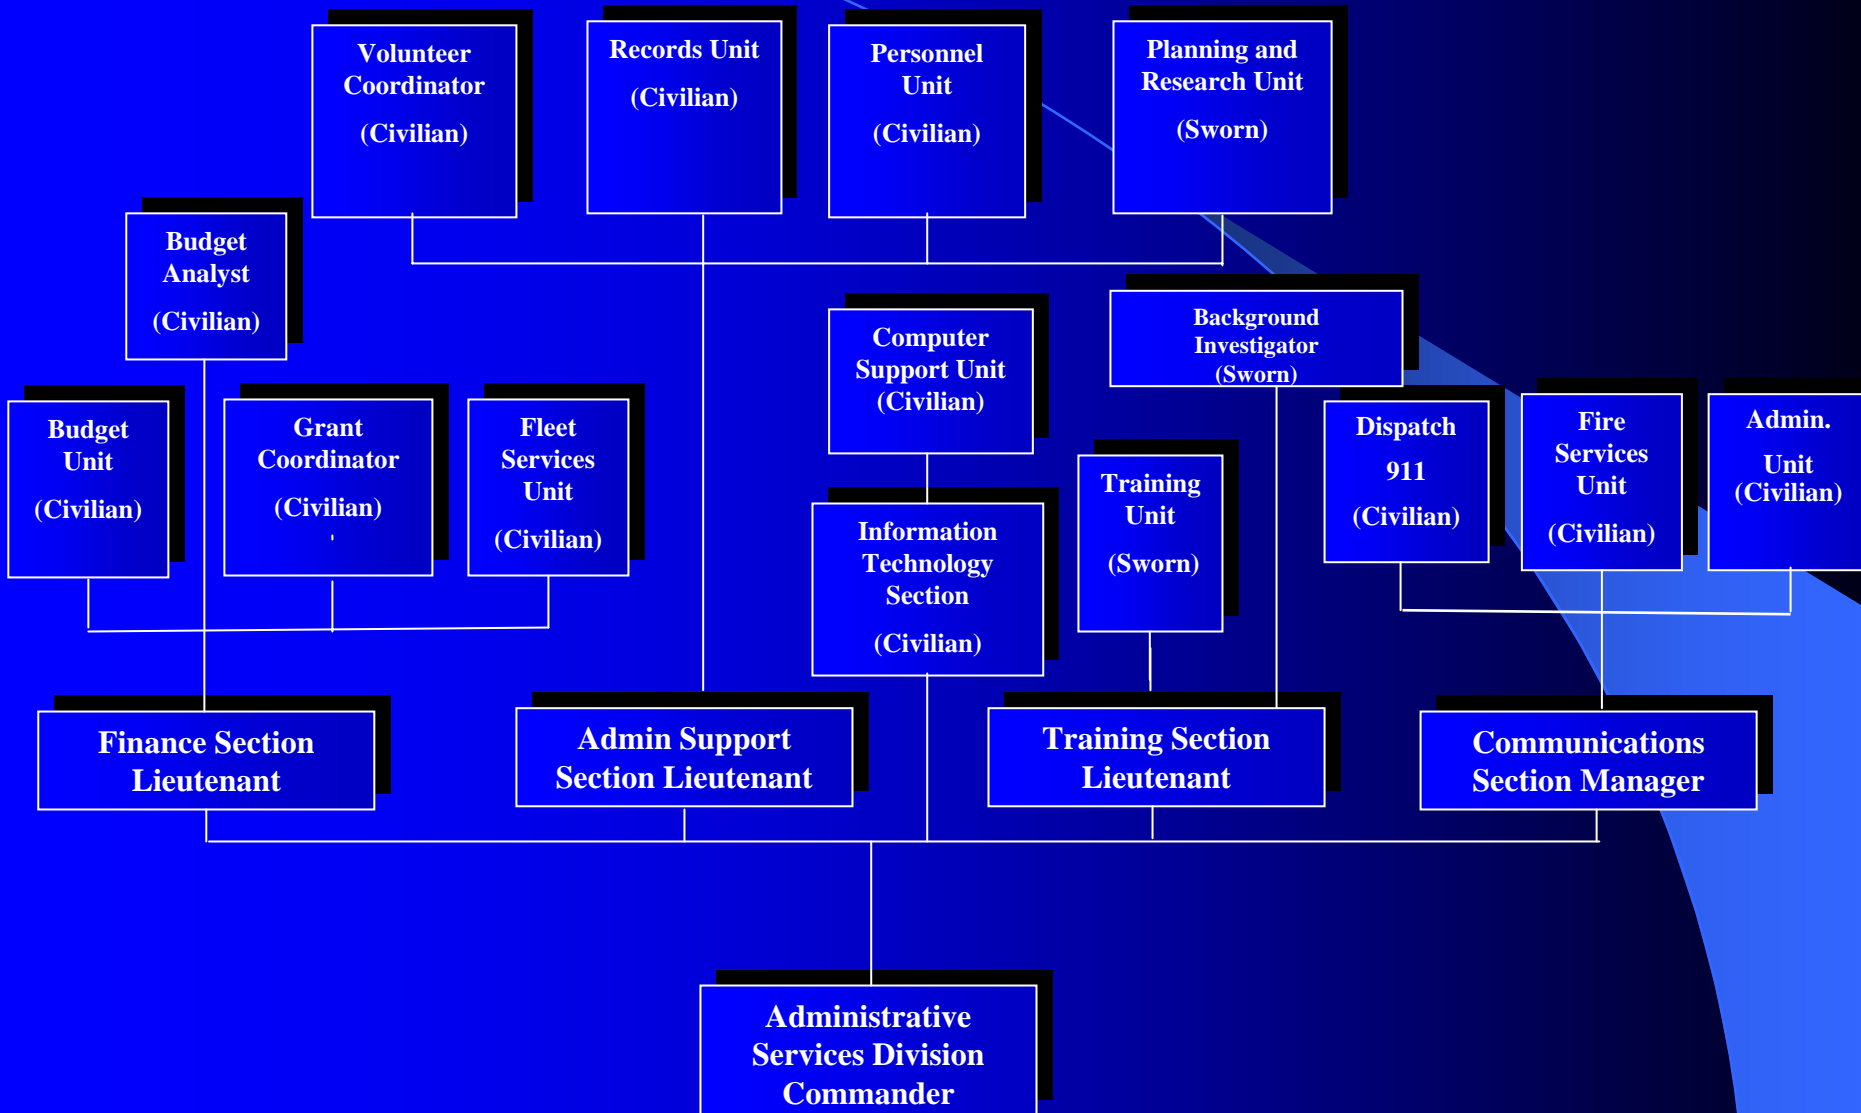 Volunteer
Coordinator
(Civilian)
Records Unit
(Civilian)
Personnel
Unit
(Civilian)
Planning and
Research Unit
(Sworn)
Budget
Analyst
(Civilian)
Computer
Support Unit
(Civilian)
Background
Investigator
(Sworn)
Budget
Unit
(Civilian)
Grant
Coordinator
(Civilian)
Fleet
Services
Unit
(Civilian)
Information
Technology
Section
(Civilian)
Training
Unit
(Sworn)
Dispatch
911
(Civilian)
Fire
Services
Unit
(Civilian)
Admin.
Unit
(Civilian)
Finance Section
Lieutenant
Admin Support
Section Lieutenant
Training Section
Lieutenant
Communications
Section Manager
Administrative
Services Division
Commander